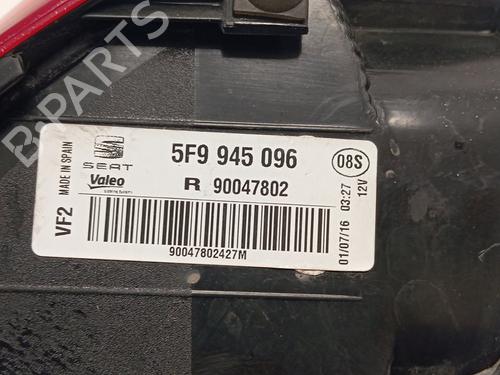 B-PARTS
MADE IN SPAIN
VF2
SEAT
Valeo
5F9 945 096
R 90047802
90047802427M
08S
12V
01/07/16 03:27